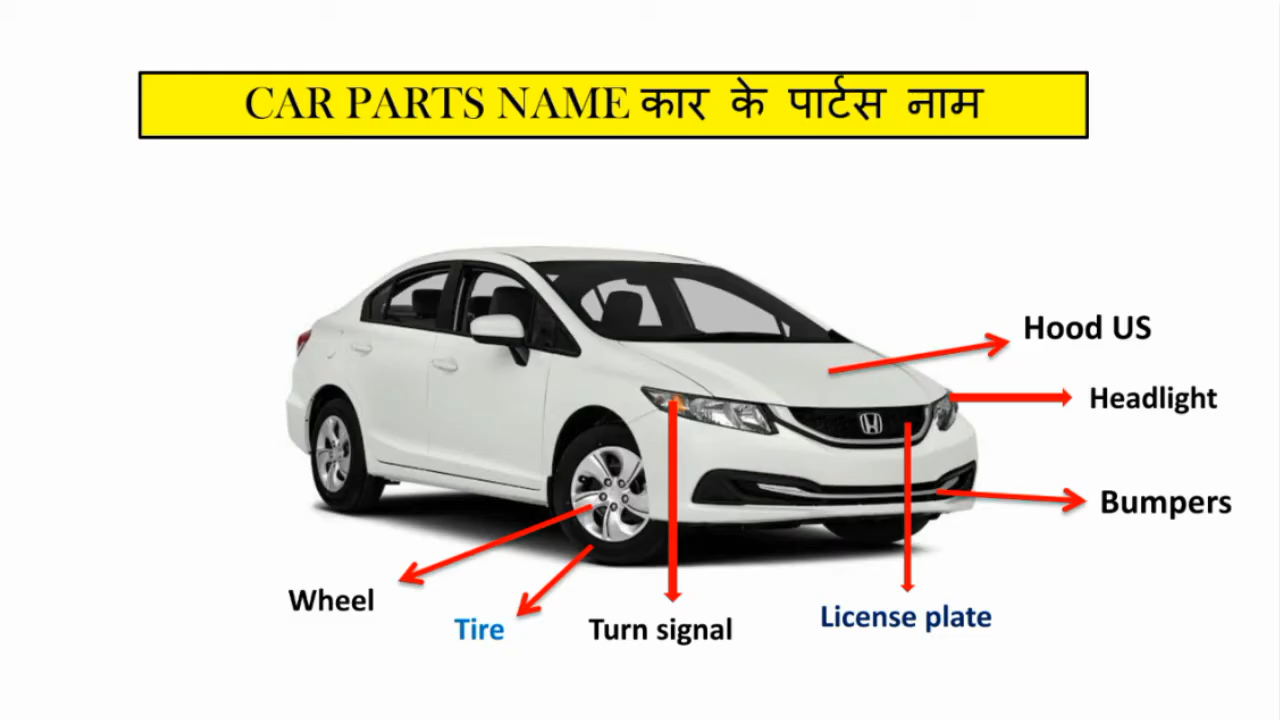 CAR PARTS NAME कार के पार्टस नाम
Hood US
Headlight
Bumpers
Wheel
Tire
Turn signal
License plate